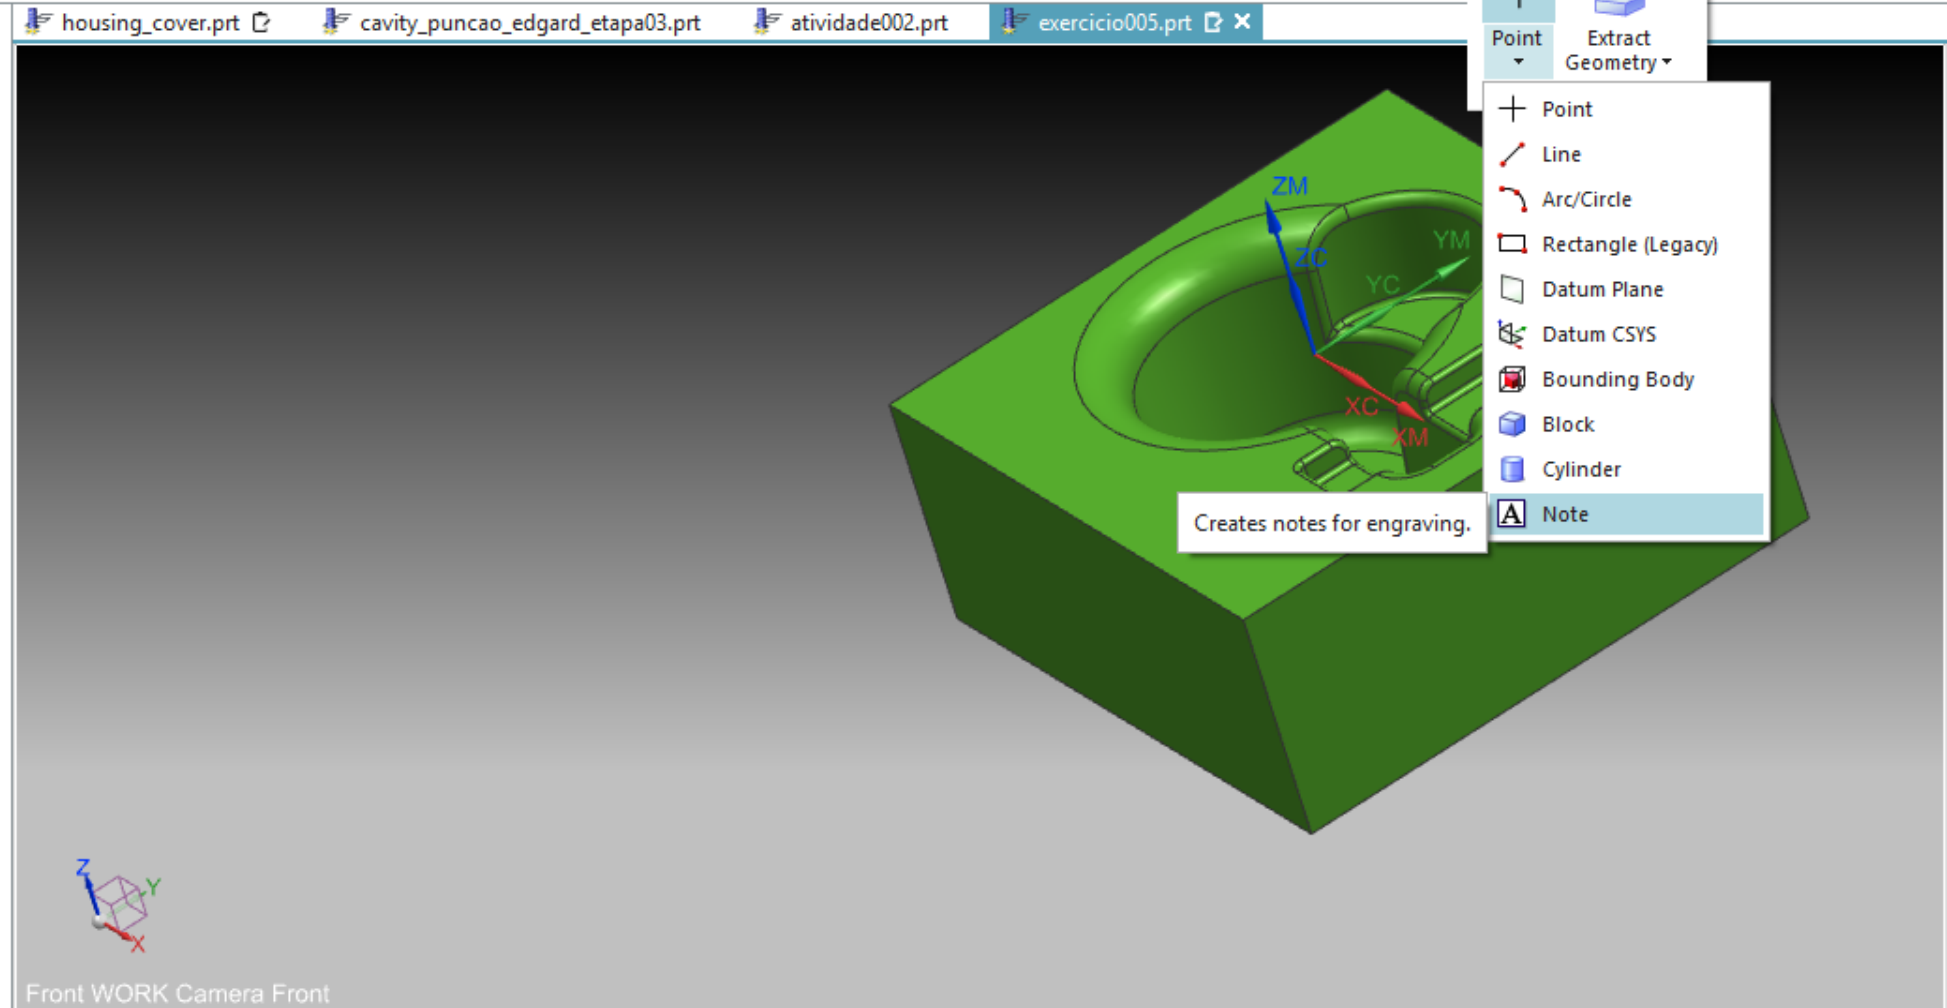 housing_cover.prt
cavity_puncao_edgard_etapa03.prt
atividade002.prt
exercicio005.prt
Point
Extract
Geometry
Point
Line
Arc/Circle
Rectangle (Legacy)
Datum Plane
Datum CSYS
Bounding Body
Block
Cylinder
Note
Creates notes for engraving.
ZM
ZC
YM
YC
XC
XM
Z
Y
X
Front WORK Camera Front